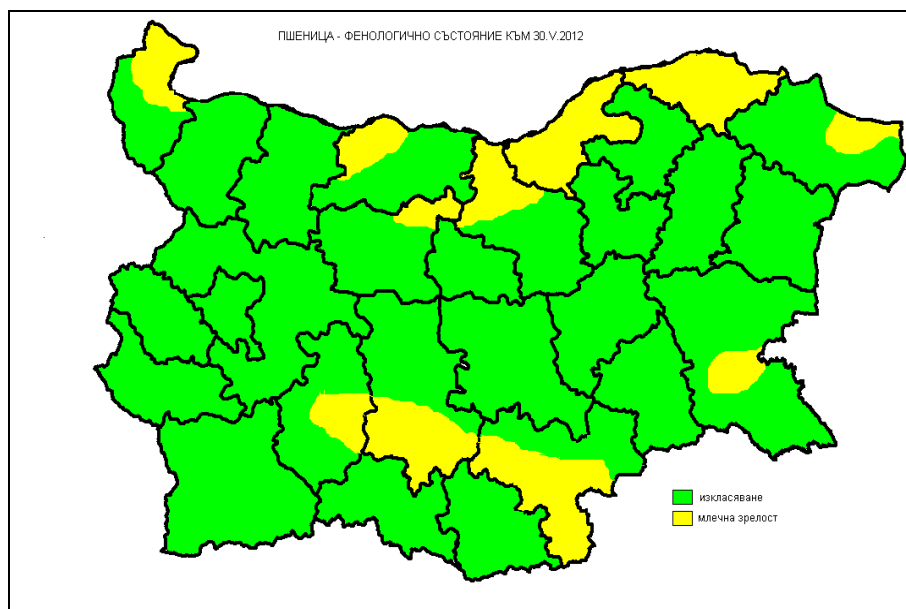 ПШЕНИЦА - ФЕНОЛОГИЧНО СЪСТОЯНИЕ КЪМ 30.V.2012
изкласяване
млечна зрелост